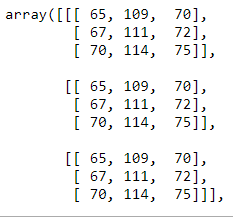 array([[[ 65, 109,  70],
        [ 67, 111,  72],
        [ 70, 114,  75]],

       [[ 65, 109,  70],
        [ 67, 111,  72],
        [ 70, 114,  75]],

       [[ 65, 109,  70],
        [ 67, 111,  72],
        [ 70, 114,  75]]],